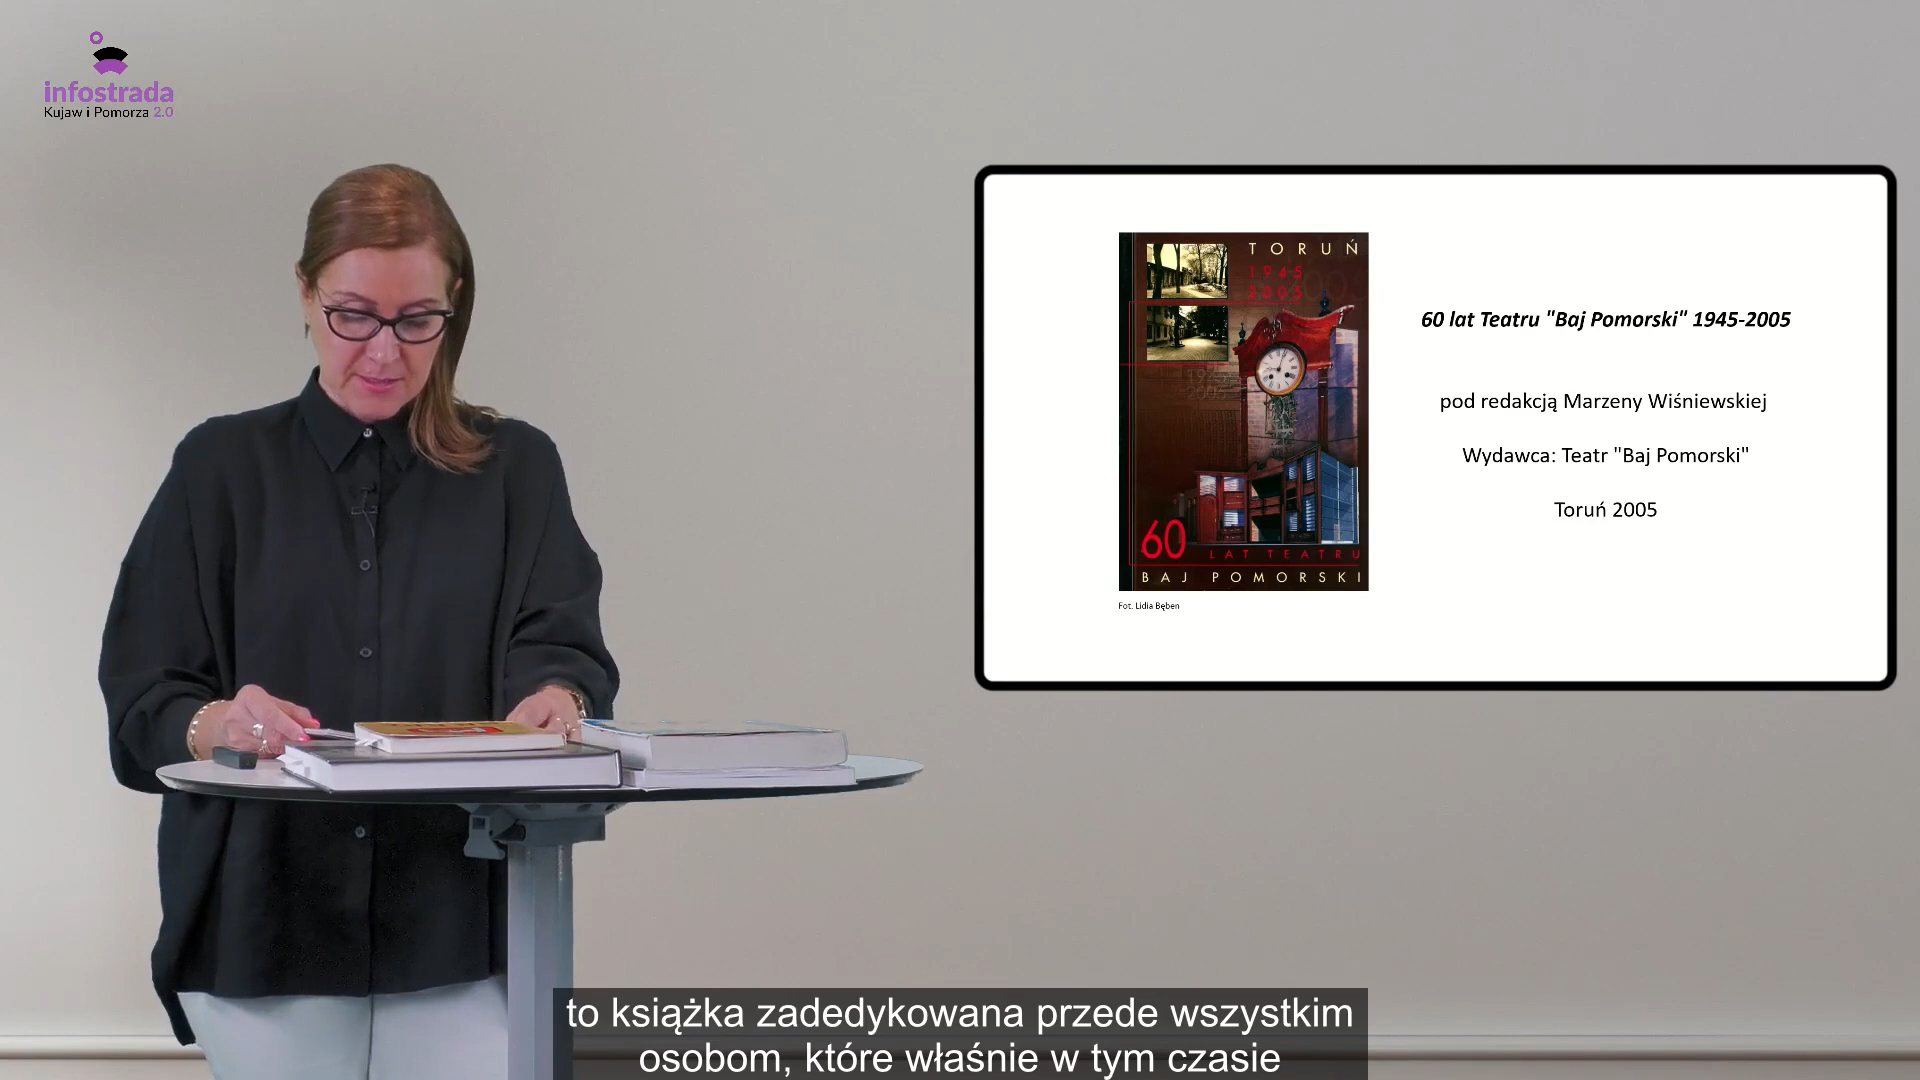 infostrada
Kujaw i Pomorza 2.0
TORUŃ
1945
2005
60 LAT TEATRU
BAJ POMORSKI
Fot. Lidia Bęben
60 lat Teatru "Baj Pomorski" 1945-2005
pod redakcją Marzeny Wiśniewskiej
Wydawca: Teatr "Baj Pomorski"
Toruń 2005
to książka zadedykowana przede wszystkim
osobom, które właśnie w tym czasie